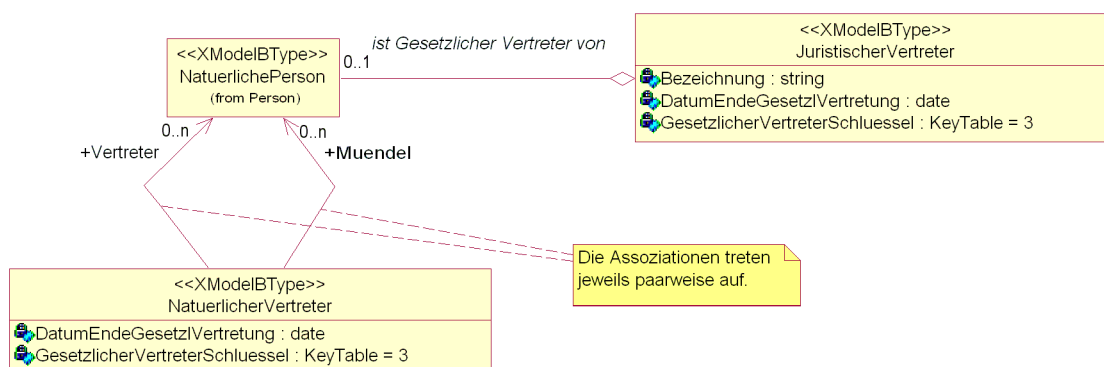 <<XModelBType>>
NatuerlichePerson
(from Person)
ist Gesetzlicher Vertreter von
0..1
<<XModelBType>>
JuristischerVertreter
Bezeichnung : string
DatumEndeGesetzlVertretung : date
GesetzlicherVertreterSchluessel : KeyTable = 3
0..n
0..n
+Vertreter
+Muendel
Die Assoziationen treten
jeweils paarweise auf.
<<XModelBType>>
NatuerlicherVertreter
DatumEndeGesetzlVertretung : date
GesetzlicherVertreterSchluessel : KeyTable = 3